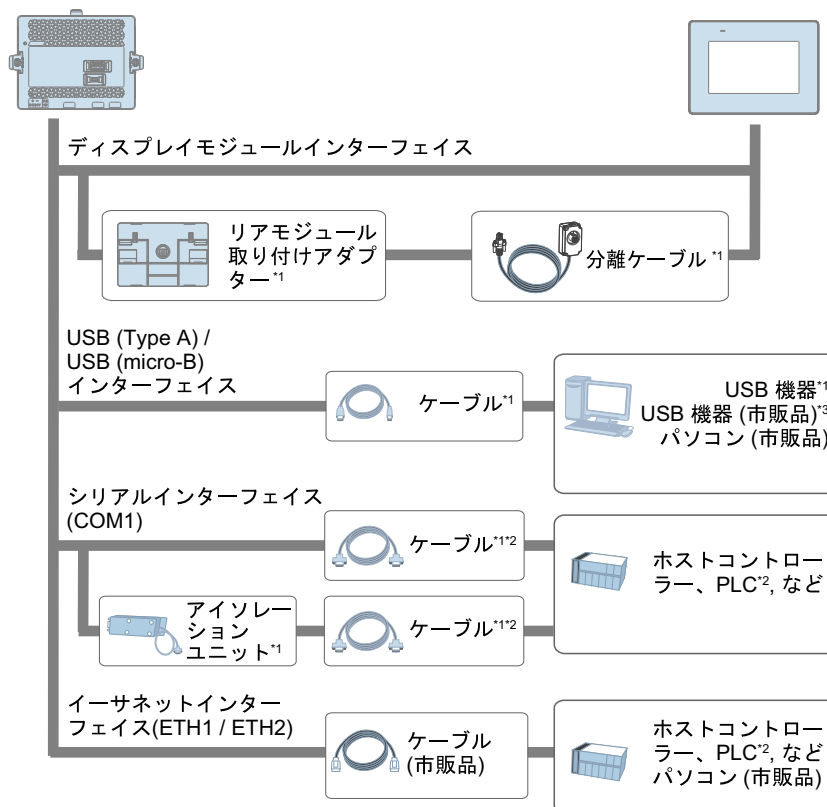 ディスプレイモジュールインターフェイス
リアモジュール
取り付けアダプ
ター*1
分離ケーブル *1
USB (Type A) /
USB (micro-B)
インターフェイス
ケーブル*1
USB 機器*1
USB 機器 (市販品)*3
パソコン (市販品)
シリアルインターフェイス
(COM1)
ケーブル*1*2
ホストコントロー
ラー、PLC*2, など
アイソレー
ション
ユニット*1
ケーブル*1*2
イーサネットインター
フェイス(ETH1 / ETH2)
ケーブル
(市販品)
ホストコントロー
ラー、PLC*2, など
パソコン (市販品)